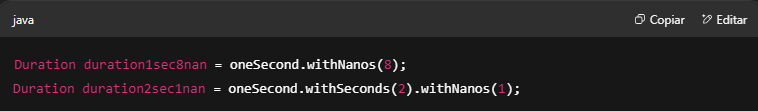 java
Copiar
Editar
Duration duration1sec8nan = oneSecond.withNanos(8);
Duration duration2sec1nan = oneSecond.withSeconds(2).withNanos(1);